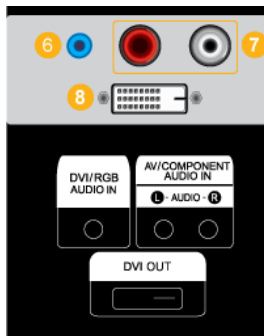 6
7
8
DVI/RGB
AUDIO IN
AV/COMPONENT
AUDIO IN
L - AUDIO - R
DVI OUT